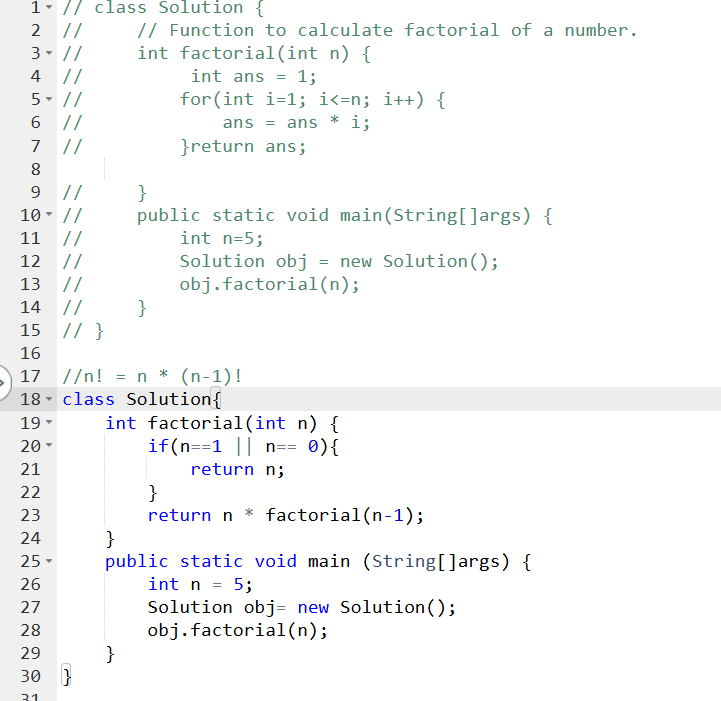 1 // class Solution {
2 //     // Function to calculate factorial of a number.
3 //     int factorial(int n) {
4 //          int ans = 1;
5 //         for(int i=1; i<=n; i++) {
6 //             ans = ans * i;
7 //         }return ans;
8
9 //     }
10 //     public static void main(String[]args) {
11 //         int n=5;
12 //         Solution obj = new Solution();
13 //         obj.factorial(n);
14 //     }
15 // }
16
17 //n! = n * (n-1)!
18 class Solution{
19     int factorial(int n) {
20         if(n==1 || n== 0){
21             return n;
22         }
23         return n * factorial(n-1);
24     }
25     public static void main (String[]args) {
26         int n = 5;
27         Solution obj= new Solution();
28         obj.factorial(n);
29     }
30 }
31